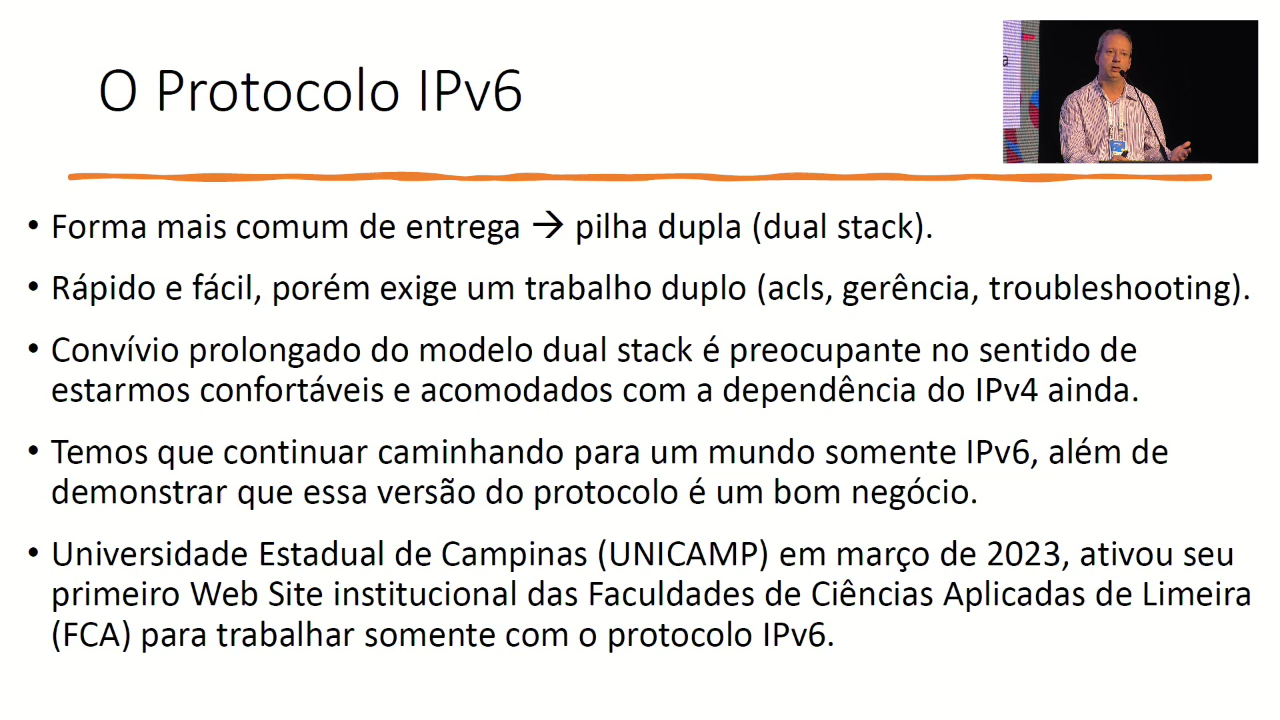 O Protocolo IPv6
• Forma mais comum de entrega → pilha dupla (dual stack).
• Rápido e fácil, porém exige um trabalho duplo (acls, gerência, troubleshooting).
• Convívio prolongado do modelo dual stack é preocupante no sentido de
estarmos confortáveis e acomodados com a dependência do IPv4 ainda.
• Temos que continuar caminhando para um mundo somente IPv6, além de
demonstrar que essa versão do protocolo é um bom negócio.
• Universidade Estadual de Campinas (UNICAMP) em março de 2023, ativou seu
primeiro Web Site institucional das Faculdades de Ciências Aplicadas de Limeira
(FCA) para trabalhar somente com o protocolo IPv6.